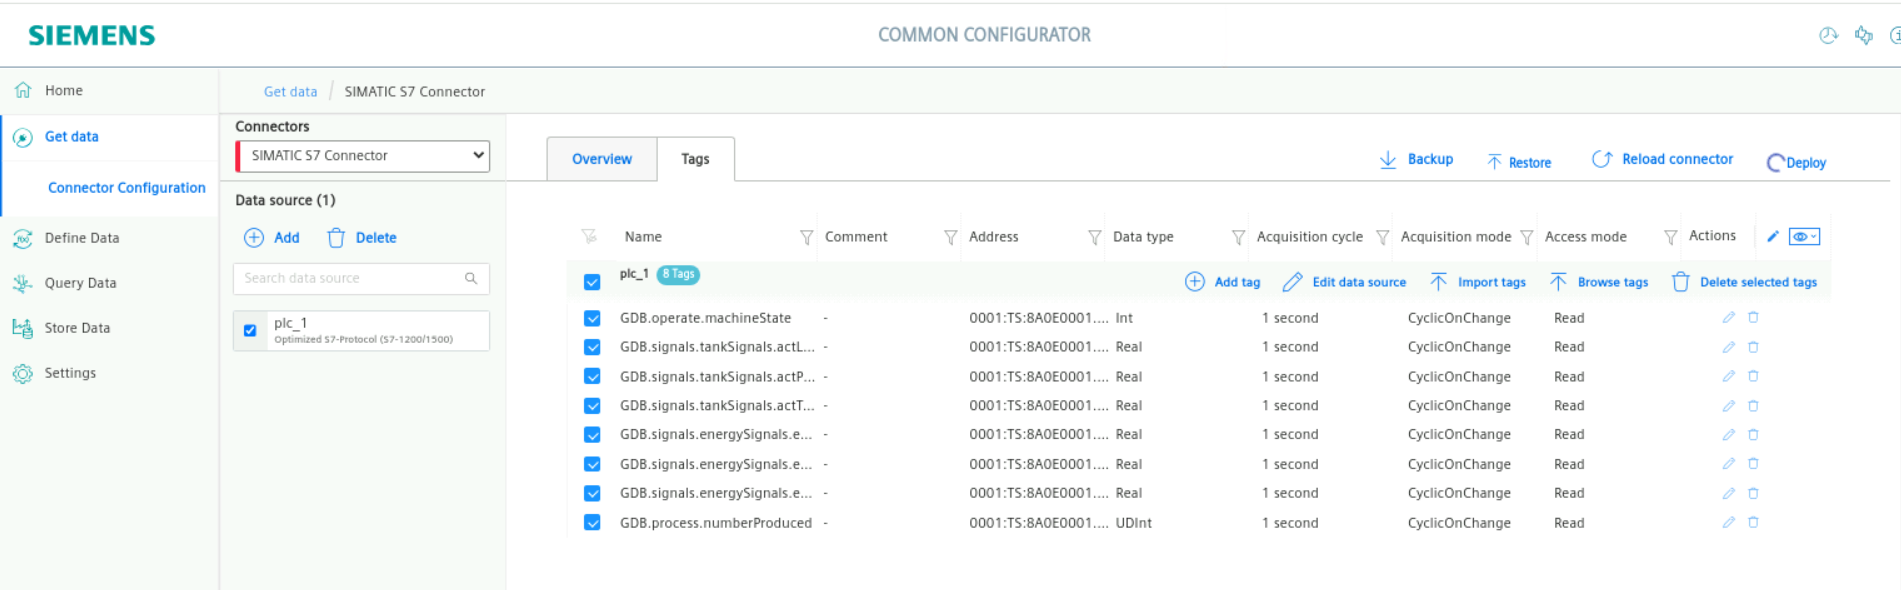 SIEMENS
COMMON CONFIGURATOR
Home
Get data
Connector Configuration
Define Data
Query Data
Store Data
Settings
Get data / SIMATIC S7 Connector
Connectors
SIMATIC S7 Connector
Data source (1)
Add Delete
Search data source
plc_1
Optimized S7-Protocol (S7-1200/1500)
Overview Tags
Backup Restore Reload connector Deploy
Name Comment Address Data type Acquisition cycle Acquisition mode Access mode Actions
plc_1 8 Tags Add tag Edit data source Import tags Browse tags Delete selected tags
GDB.operate.machineState - 0001:TS:8A0E0001.... Int 1 second CyclicOnChange Read
GDB.signals.tankSignals.actL... - 0001:TS:8A0E0001.... Real 1 second CyclicOnChange Read
GDB.signals.tankSignals.actP... - 0001:TS:8A0E0001.... Real 1 second CyclicOnChange Read
GDB.signals.tankSignals.actT... - 0001:TS:8A0E0001.... Real 1 second CyclicOnChange Read
GDB.signals.energySignals.e... - 0001:TS:8A0E0001.... Real 1 second CyclicOnChange Read
GDB.signals.energySignals.e... - 0001:TS:8A0E0001.... Real 1 second CyclicOnChange Read
GDB.signals.energySignals.e... - 0001:TS:8A0E0001.... Real 1 second CyclicOnChange Read
GDB.process.numberProduced - 0001:TS:8A0E0001.... UDInt 1 second CyclicOnChange Read